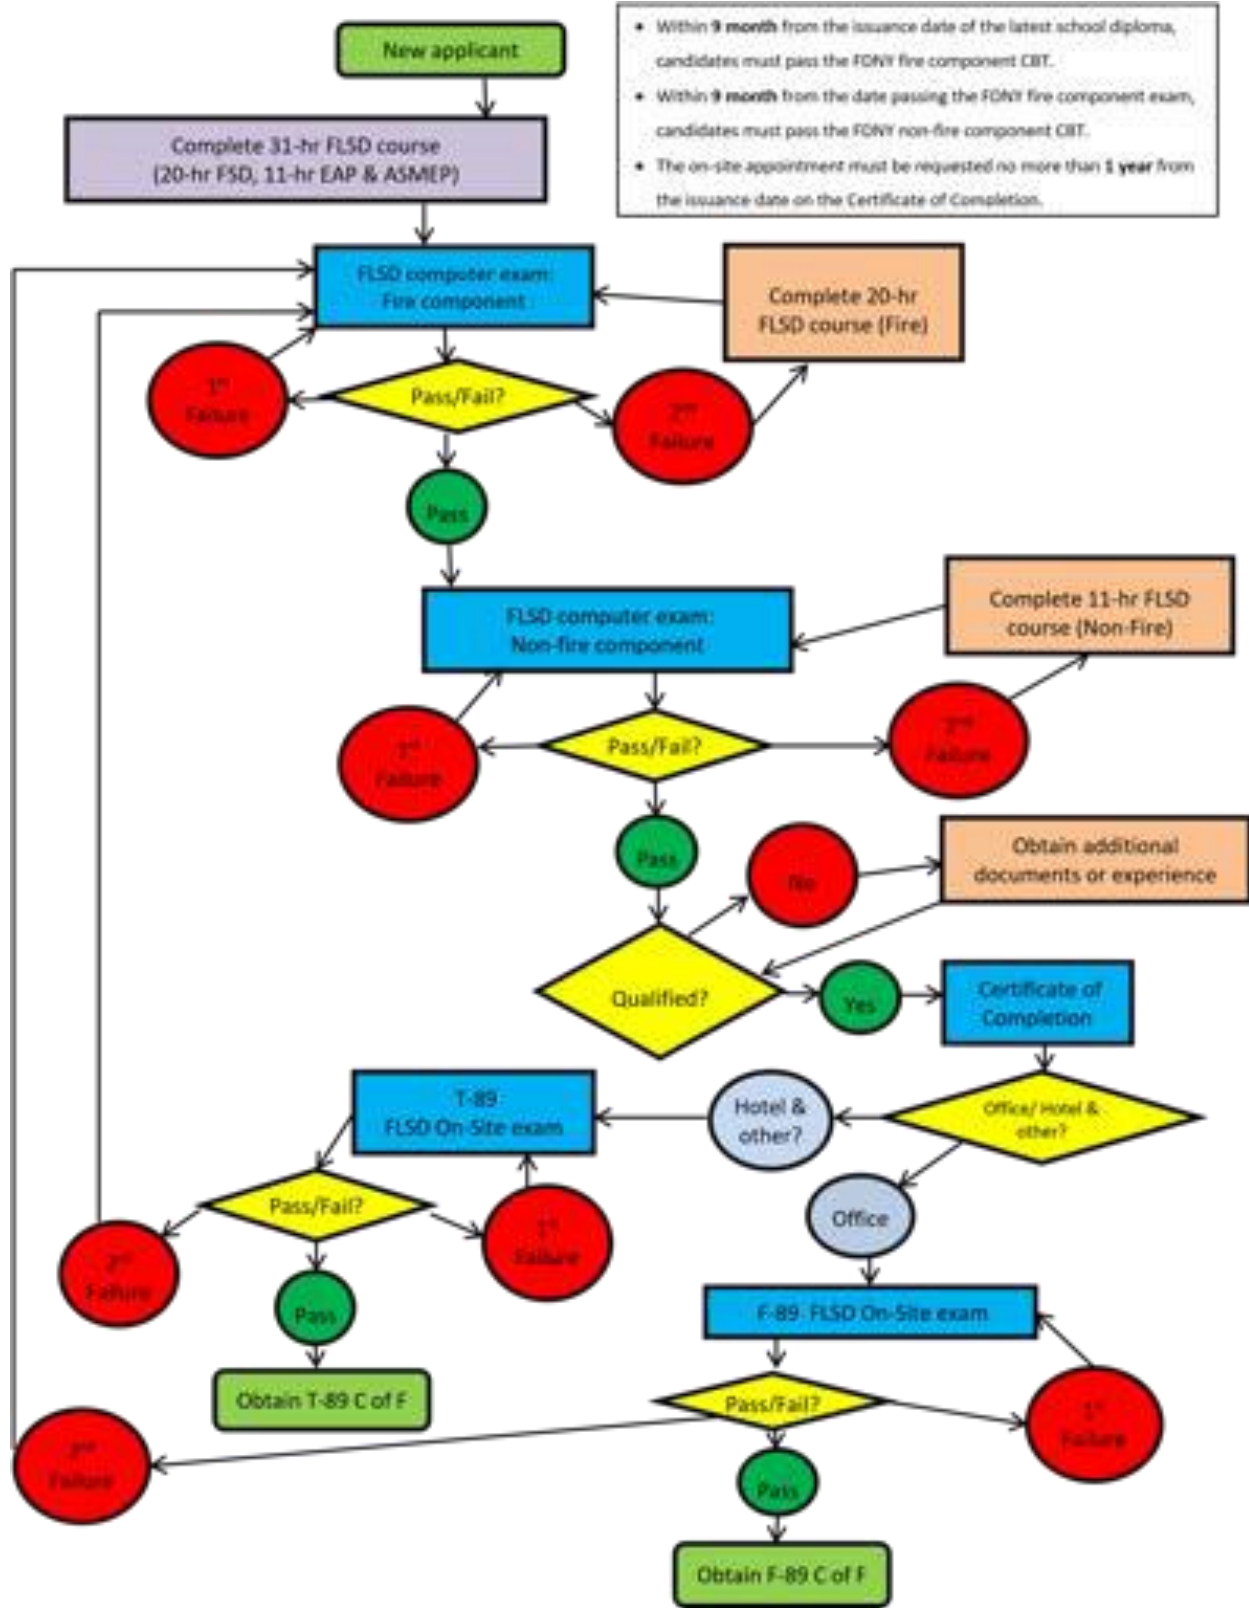 New applicant
• Within 9 month from the issuance date of the latest school diploma,
candidates must pass the FDNY fire component CBT.
• Within 9 month from the date passing the FDNY fire component exam,
candidates must pass the FDNY non-fire component CBT.
• The on-site appointment must be requested no more than 1 year from
the issuance date on the Certificate of Completion.
Complete 31-hr FLSD course
(20-hr FSD, 11-hr EAP & ASMEP)
FLSD computer exam:
Fire component
Complete 20-hr
FLSD course (Fire)
1st
Failure
Pass/Fail?
2nd
Failure
Pass
FLSD computer exam:
Non-fire component
Complete 11-hr FLSD
course (Non-Fire)
1st
Failure
Pass/Fail?
2nd
Failure
Pass
No
Obtain additional
documents or experience
Qualified?
Yes
Certificate of
Completion
T-89
FLSD On-Site exam
Hotel &
other?
Office/ Hotel &
other?
Pass/Fail?
1st
Failure
2nd
Failure
Office
Pass
F-89 FLSD On-Site exam
Obtain T-89 C of F
Pass/Fail?
1st
Failure
2nd
Failure
Pass
Obtain F-89 C of F